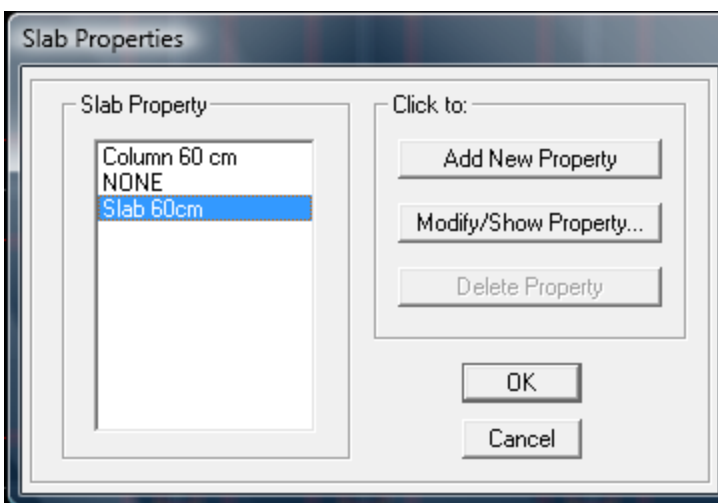 Slab Properties
Slab Property
Column 60 cm
NONE
Slab 60cm
Click to:
Add New Property
Modify/Show Property...
Delete Property
OK
Cancel